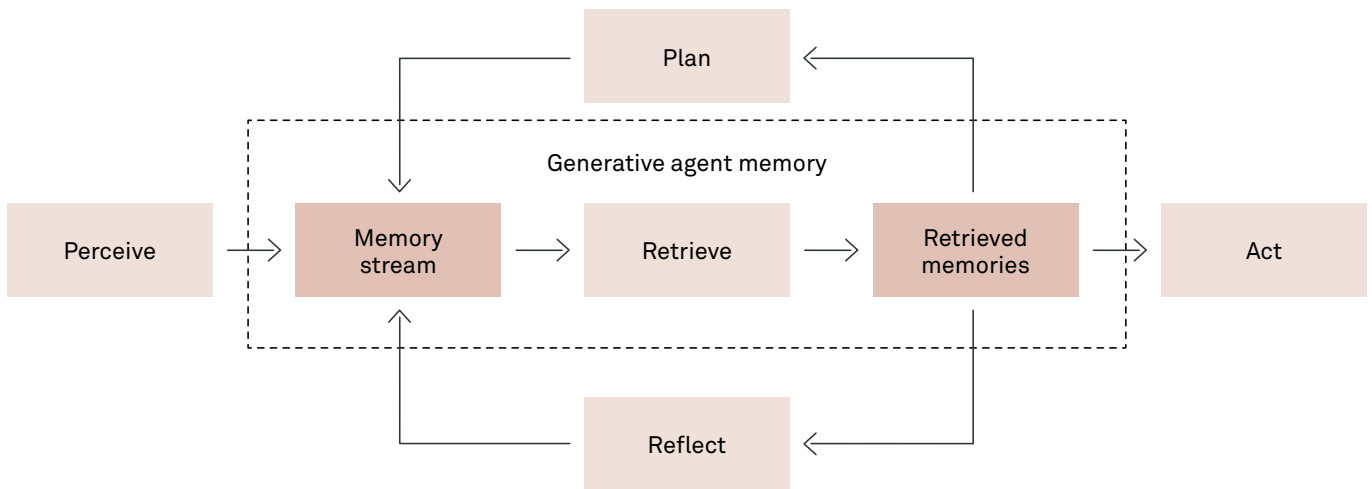 Plan
Generative agent memory
Perceive
Memory
stream
Retrieve
Retrieved
memories
Act
Reflect